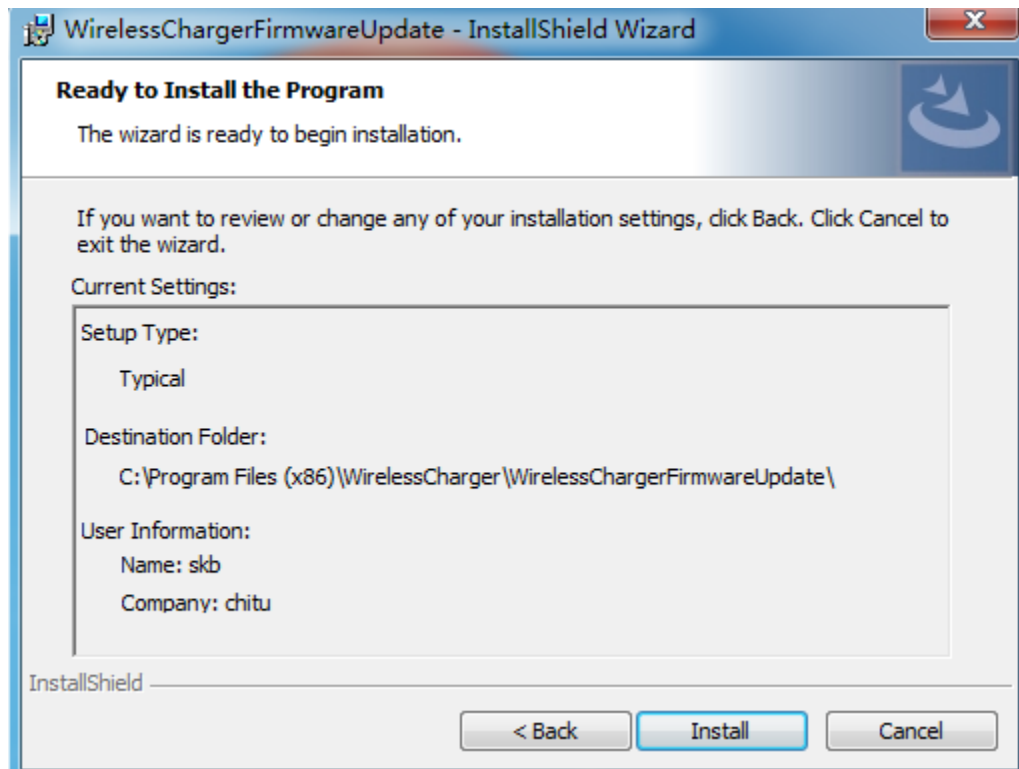 WirelessChargerFirmwareUpdate - InstallShield Wizard
Ready to Install the Program
The wizard is ready to begin installation.
If you want to review or change any of your installation settings, click Back. Click Cancel to
exit the wizard.
Current Settings:
Setup Type:
Typical
Destination Folder:
C:\Program Files (x86)\WirelessCharger\WirelessChargerFirmwareUpdate\
User Information:
Name: skb
Company: chitu
InstallShield
< Back
Install
Cancel